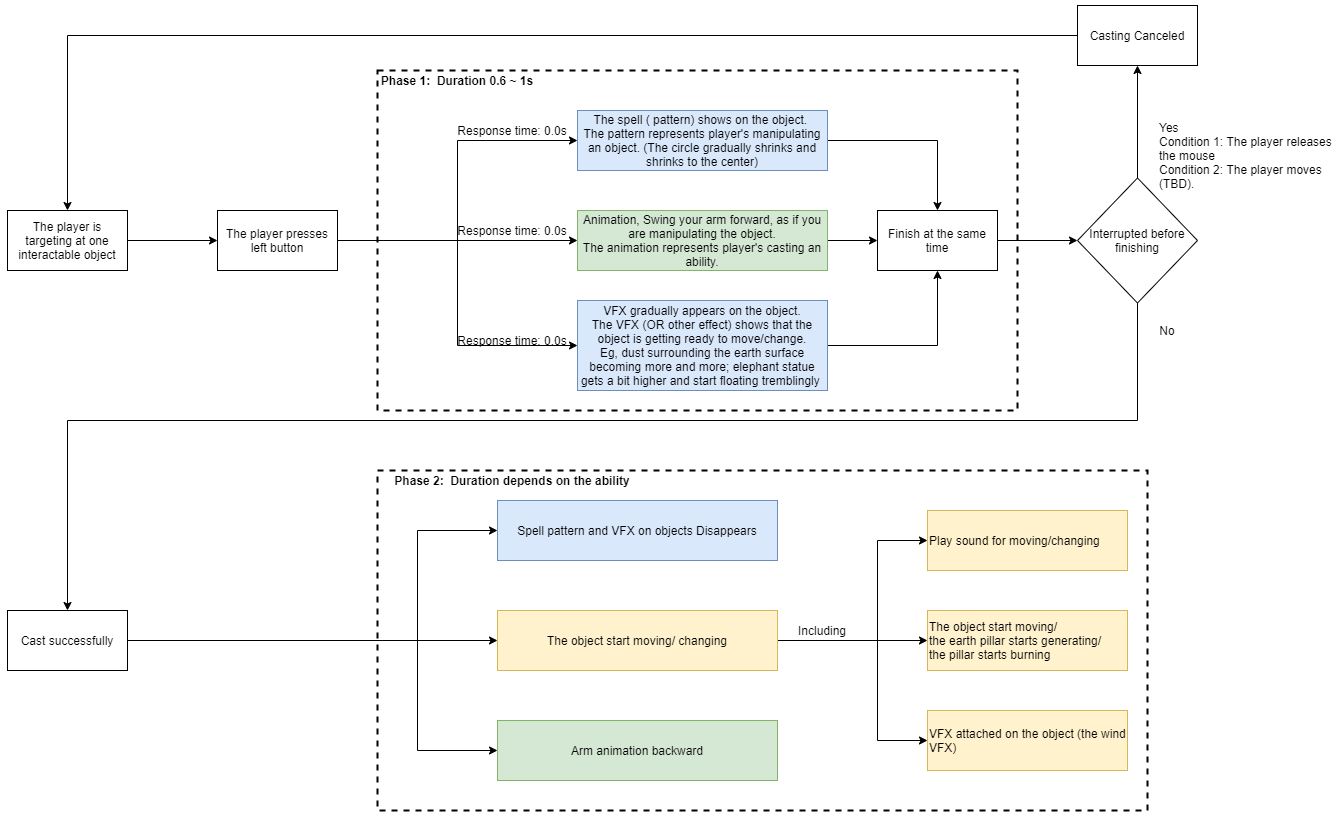 Casting Canceled
Phase 1:  Duration 0.6 ~ 1s
Response time: 0.0s
The spell ( pattern) shows on the object.
The pattern represents player's manipulating
an object. (The circle gradually shrinks and
shrinks to the center)
Yes
Condition 1: The player releases
the mouse
Condition 2: The player moves
(TBD).
The player is
targeting at one
interactable object
The player presses
left button
Response time: 0.0s
Animation, Swing your arm forward, as if you
are manipulating the object.
The animation represents player's casting an
ability.
Finish at the same
time
Interrupted before
finishing
Response time: 0.0s
VFX gradually appears on the object.
The VFX (OR other effect) shows that the
object is getting ready to move/change.
Eg, dust surrounding the earth surface
becoming more and more; elephant statue
gets a bit higher and start floating tremblingly
No
Phase 2:  Duration depends on the ability
Spell pattern and VFX on objects Disappears
Play sound for moving/changing
Cast successfully
The object start moving/ changing
Including
The object start moving/
the earth pillar starts generating/
the pillar starts burning
Arm animation backward
VFX attached on the object (the wind
VFX)